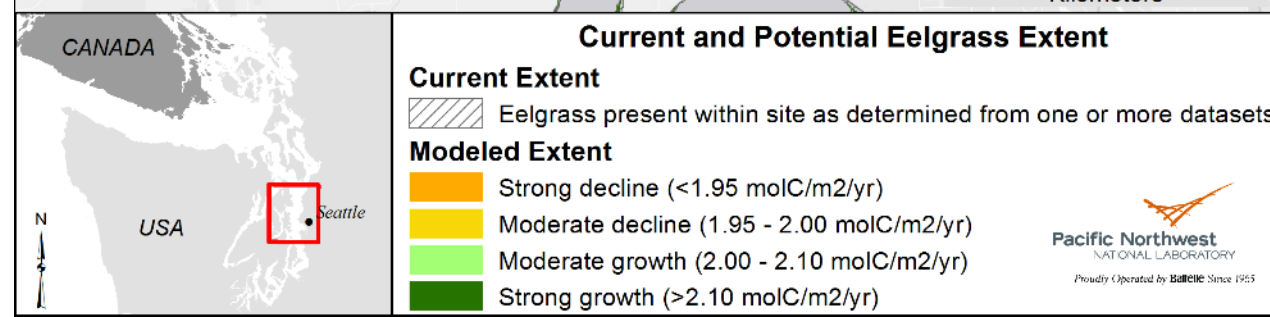 Kilometers
CANADA
USA
Seattle
N
Current and Potential Eelgrass Extent
Current Extent
Eelgrass present within site as determined from one or more datasets
Modeled Extent
Strong decline (<1.95 molC/m2/yr)
Moderate decline (1.95 - 2.00 molC/m2/yr)
Moderate growth (2.00 - 2.10 molC/m2/yr)
Strong growth (>2.10 molC/m2/yr)
Pacific Northwest
NATIONAL LABORATORY
Proudly Operated by Battelle Since 1965